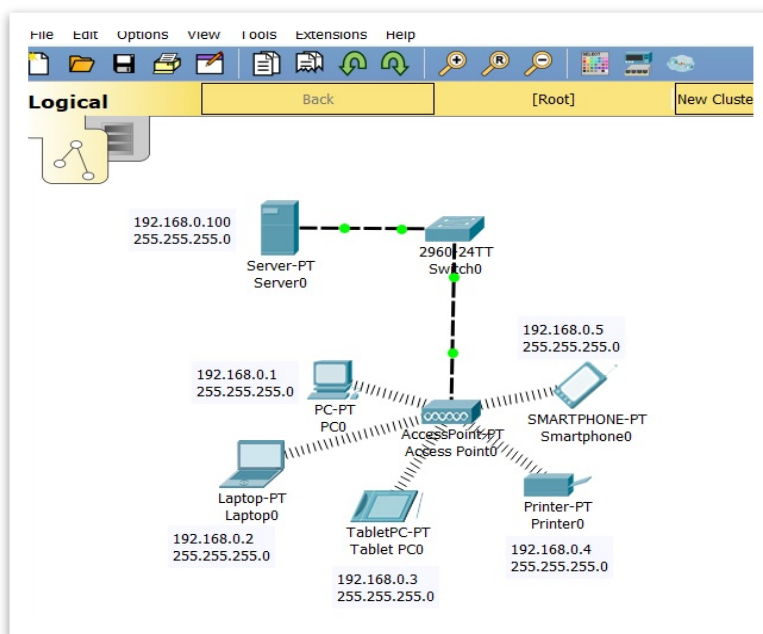 File Edit Options View Tools Extensions Help
Logical
Back
[Root]
New Cluste
192.168.0.100
255.255.255.0
Server-PT
Server0
2960-24TT
Switch0
192.168.0.5
255.255.255.0
192.168.0.1
255.255.255.0
PC-PT
PC0
AccessPoint-PT
Access Point0
SMARTPHONE-PT
Smartphone0
Laptop-PT
Laptop0
TabletPC-PT
Tablet PC0
Printer-PT
Printer0
192.168.0.2
255.255.255.0
192.168.0.4
255.255.255.0
192.168.0.3
255.255.255.0